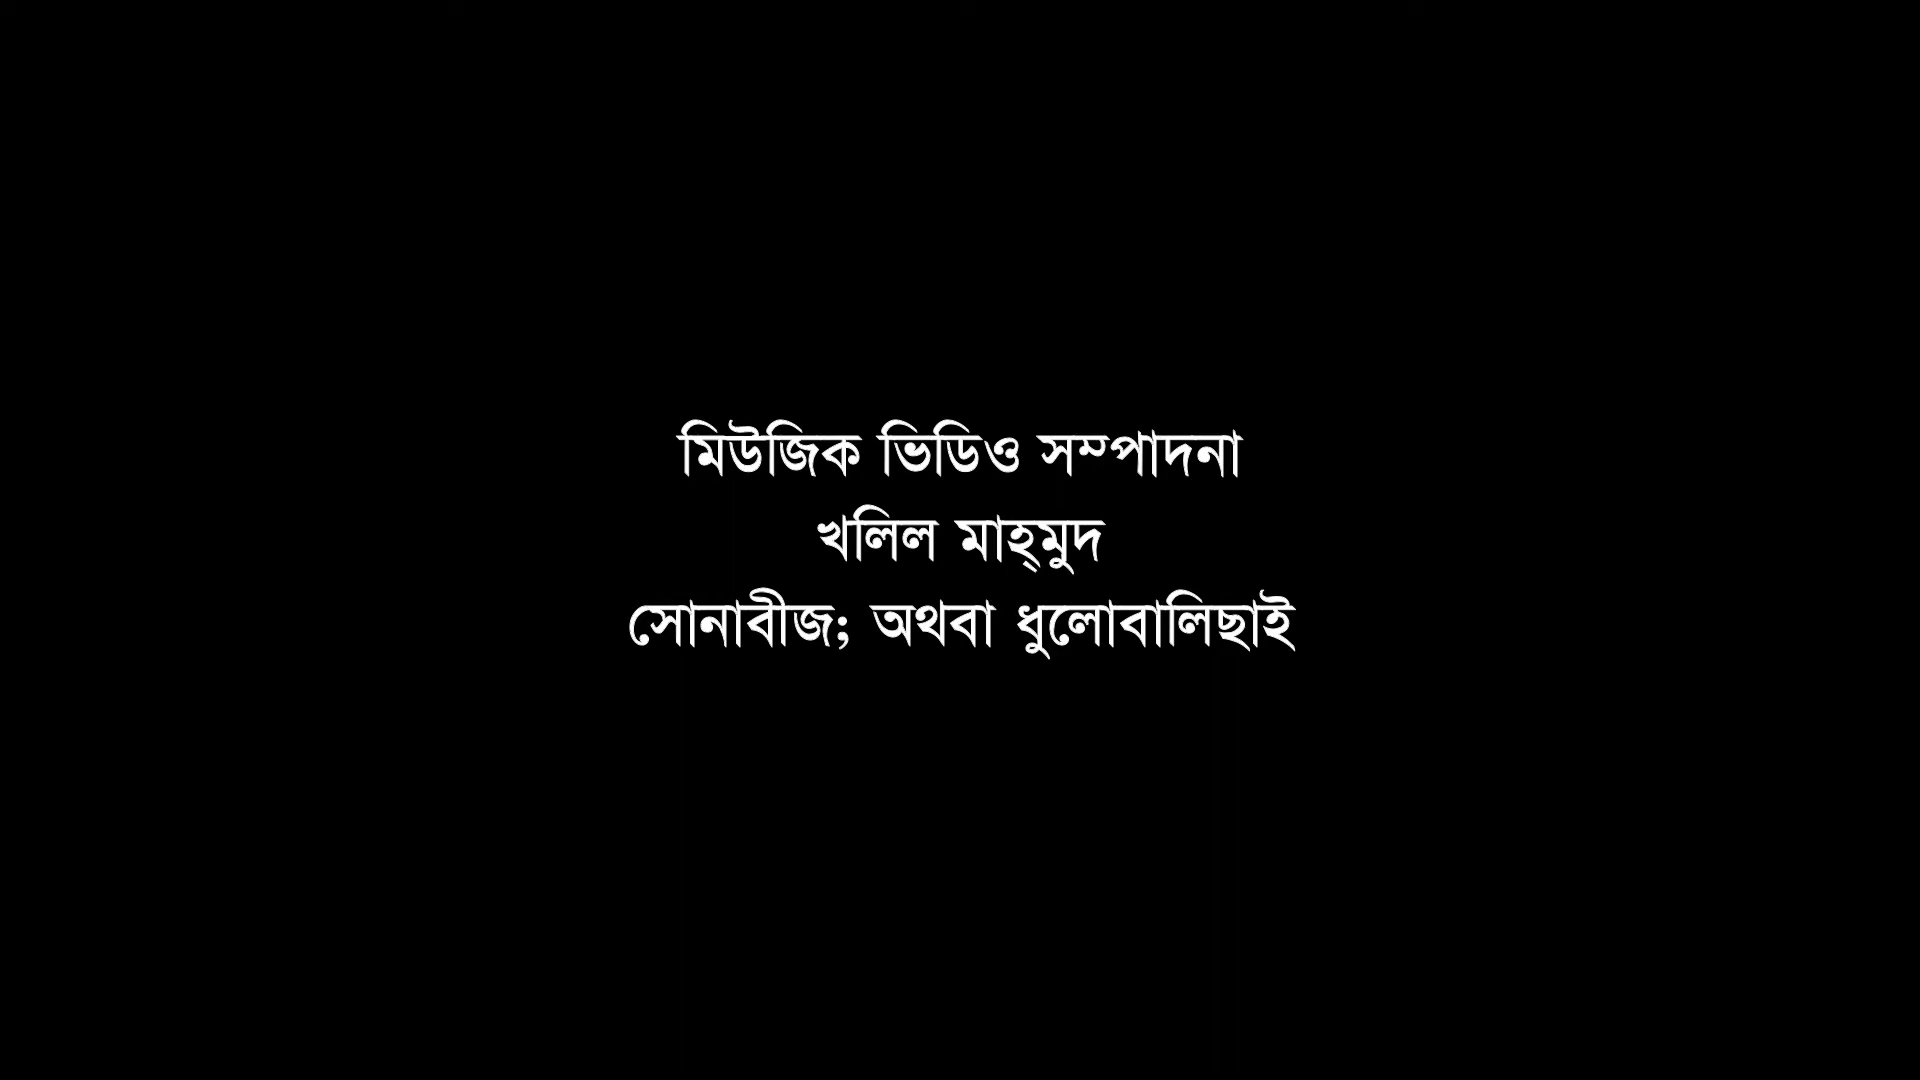 মিউজিক ভিডিও সম্পাদনা
খলিল মাহ্‌মুদ
সোনাবীজ; অথবা ধুলোবালিছাই